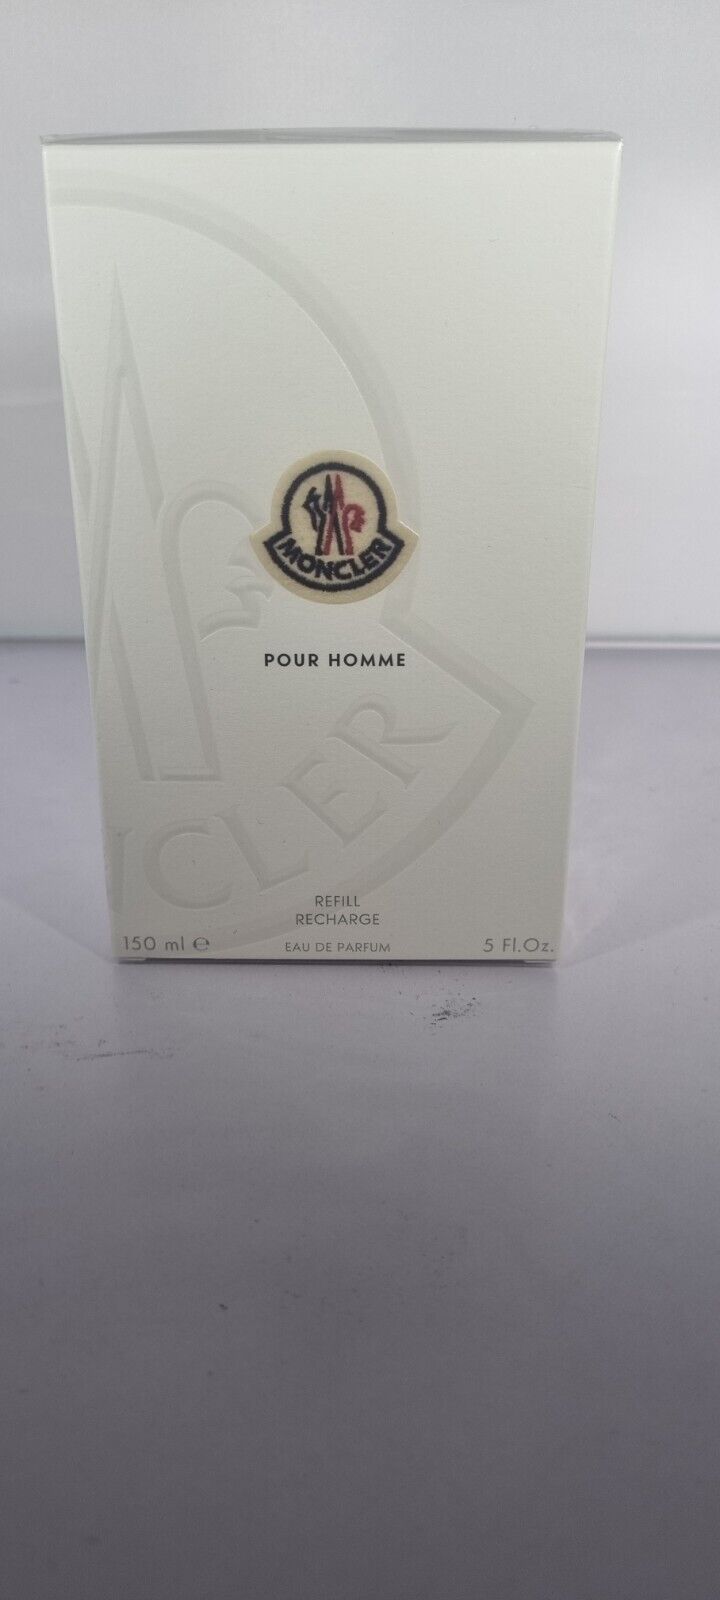 MONCLER
POUR HOMME
CLER
REFILL
RECHARGE
150 ml ℮
EAU DE PARFUM
5 Fl.Oz.